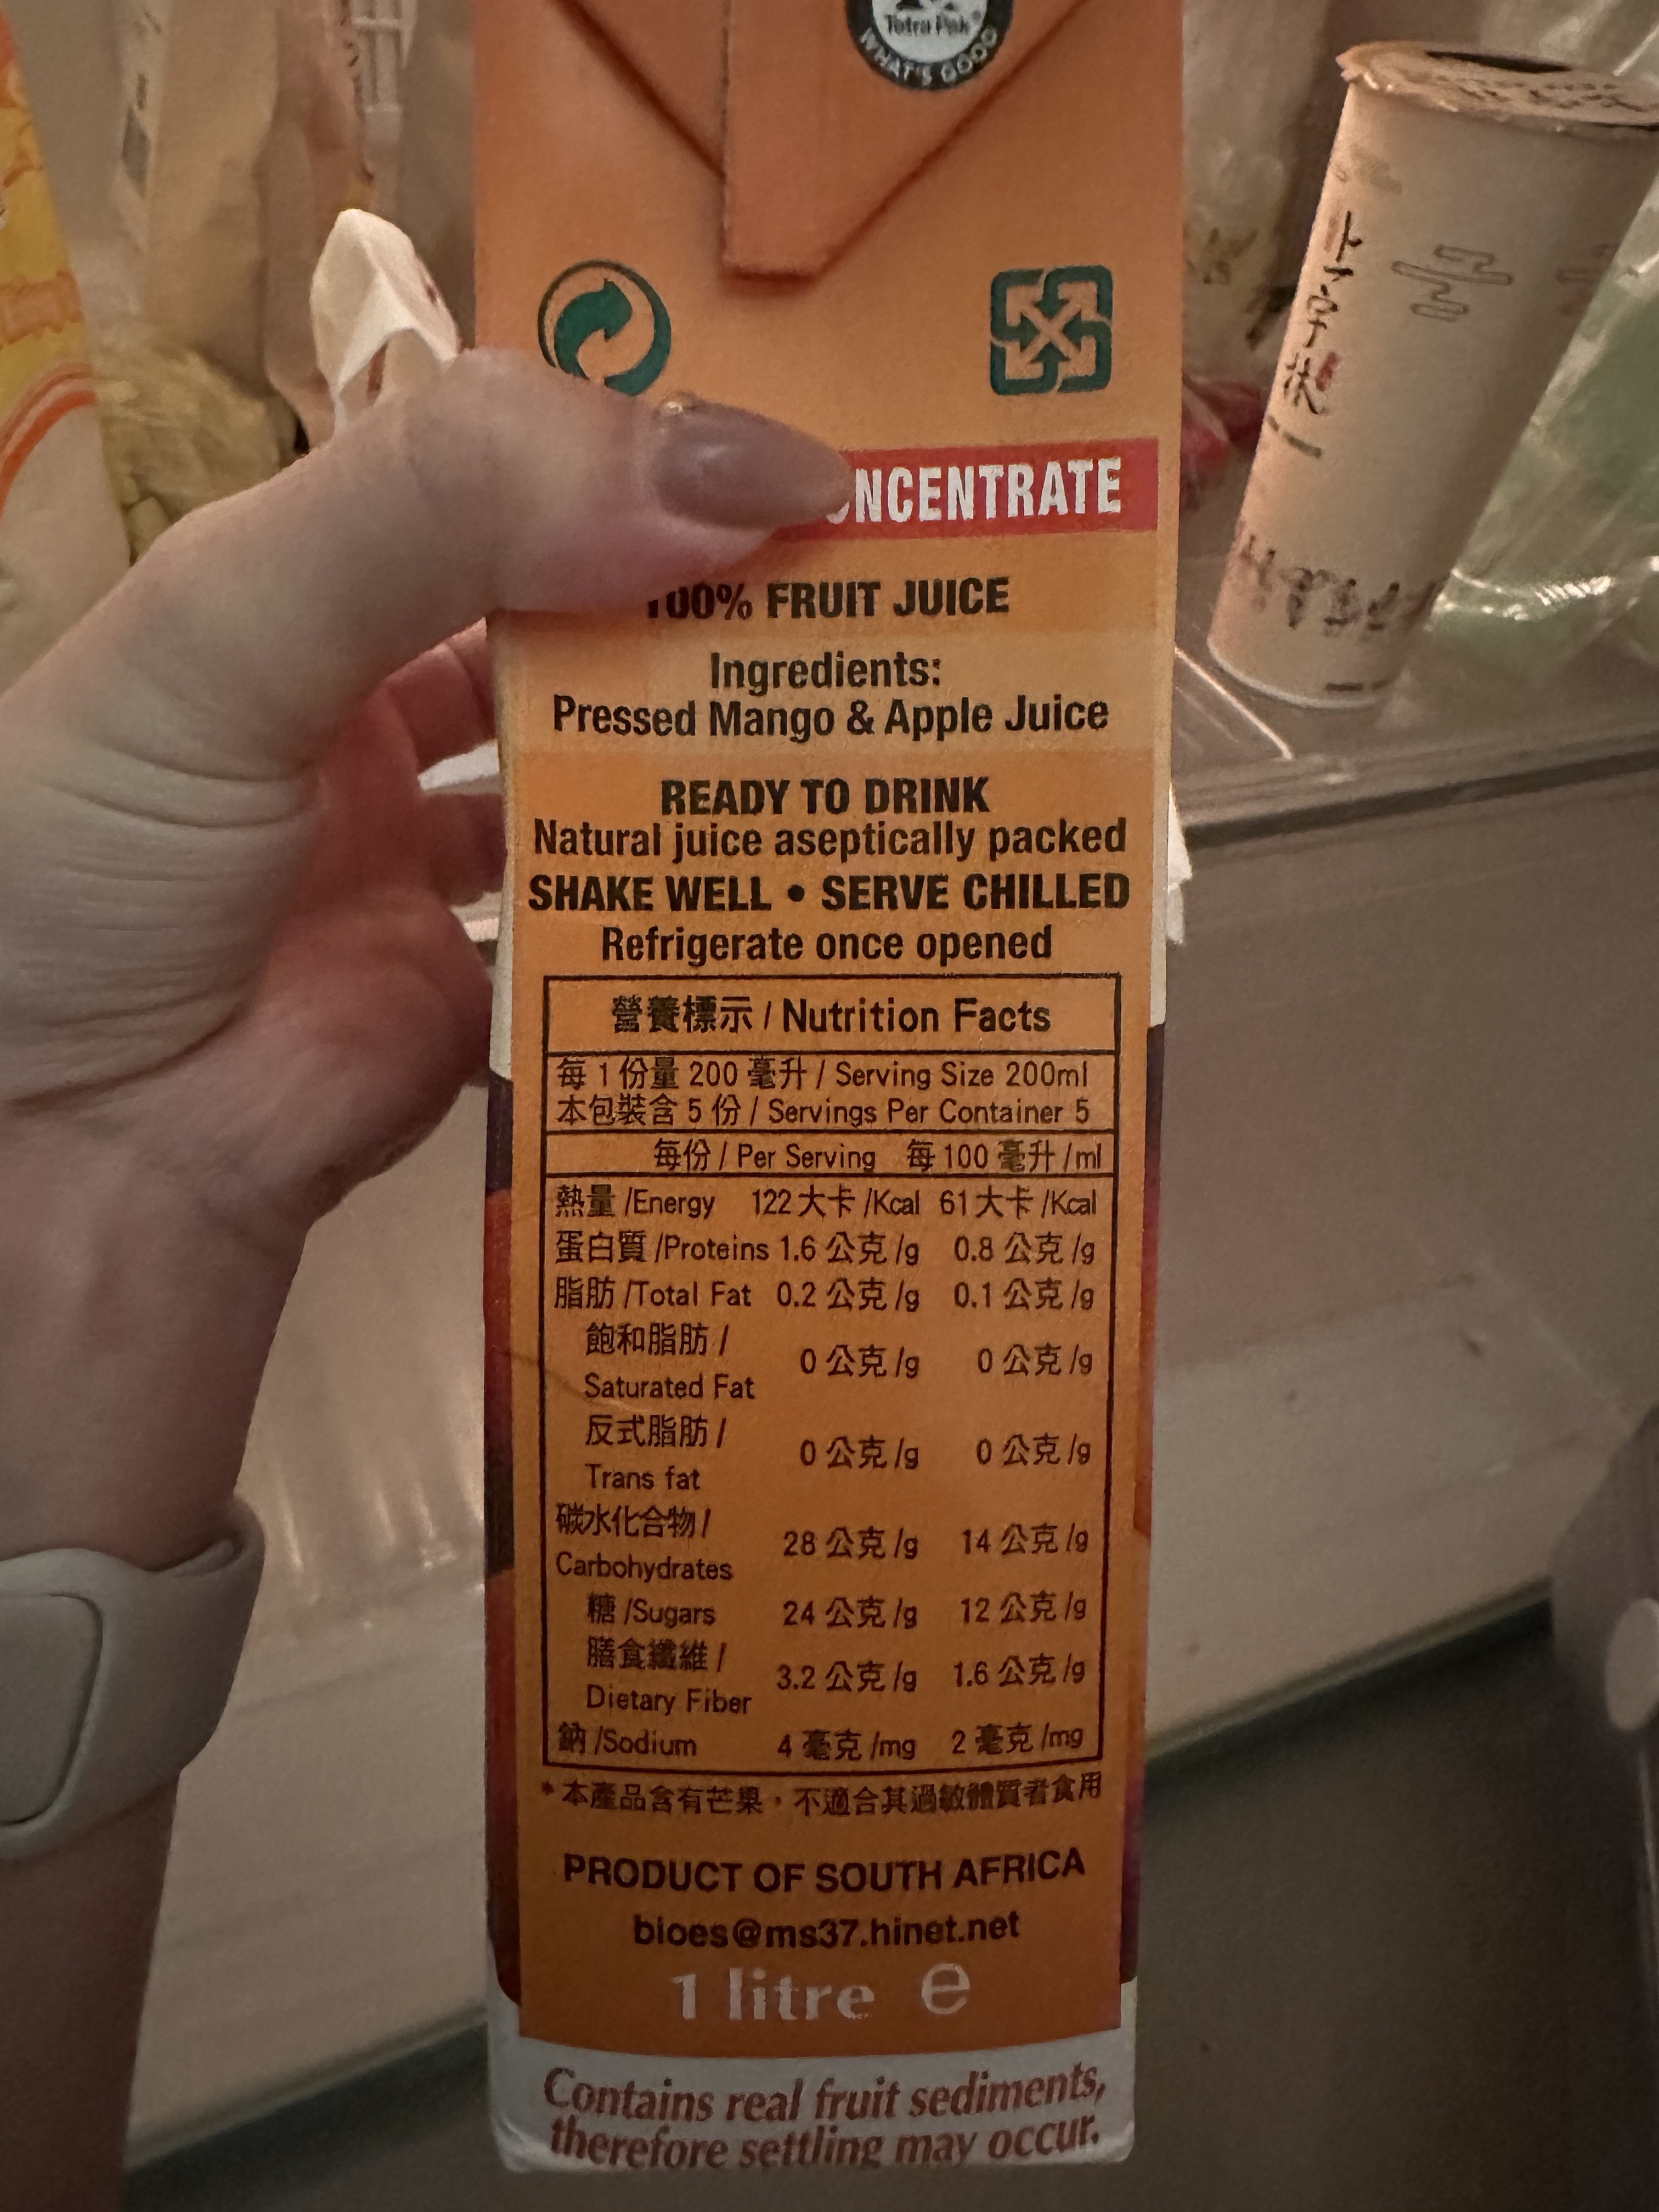 Tetra Pak
WHAT'S GOOD
100% FRUIT JUICE
Ingredients:
Pressed Mango & Apple Juice
READY TO DRINK
Natural juice aseptically packed
SHAKE WELL • SERVE CHILLED
Refrigerate once opened
營養標示 / Nutrition Facts
每 1 份量 200 毫升 / Serving Size 200ml
本包裝含 5 份 / Servings Per Container 5
每份 / Per Serving 每 100 毫升 /ml
熱量 /Energy 122 大卡 /Kcal 61 大卡 /Kcal
蛋白質 /Proteins 1.6 公克 /g 0.8 公克 /g
脂肪 /Total Fat 0.2 公克 /g 0.1 公克 /g
飽和脂肪 /
Saturated Fat 0 公克 /g 0 公克 /g
反式脂肪 /
Trans fat 0 公克 /g 0 公克 /g
碳水化合物 /
Carbohydrates 28 公克 /g 14 公克 /g
糖 /Sugars 24 公克 /g 12 公克 /g
膳食纖維 /
Dietary Fiber 3.2 公克 /g 1.6 公克 /g
鈉 /Sodium 4 毫克 /mg 2 毫克 /mg
* 本產品含有芒果，不適合其過敏體質者食用
PRODUCT OF SOUTH AFRICA
bioes@ms37.hinet.net
1 litre e
Contains real fruit sediments,
therefore settling may occur.